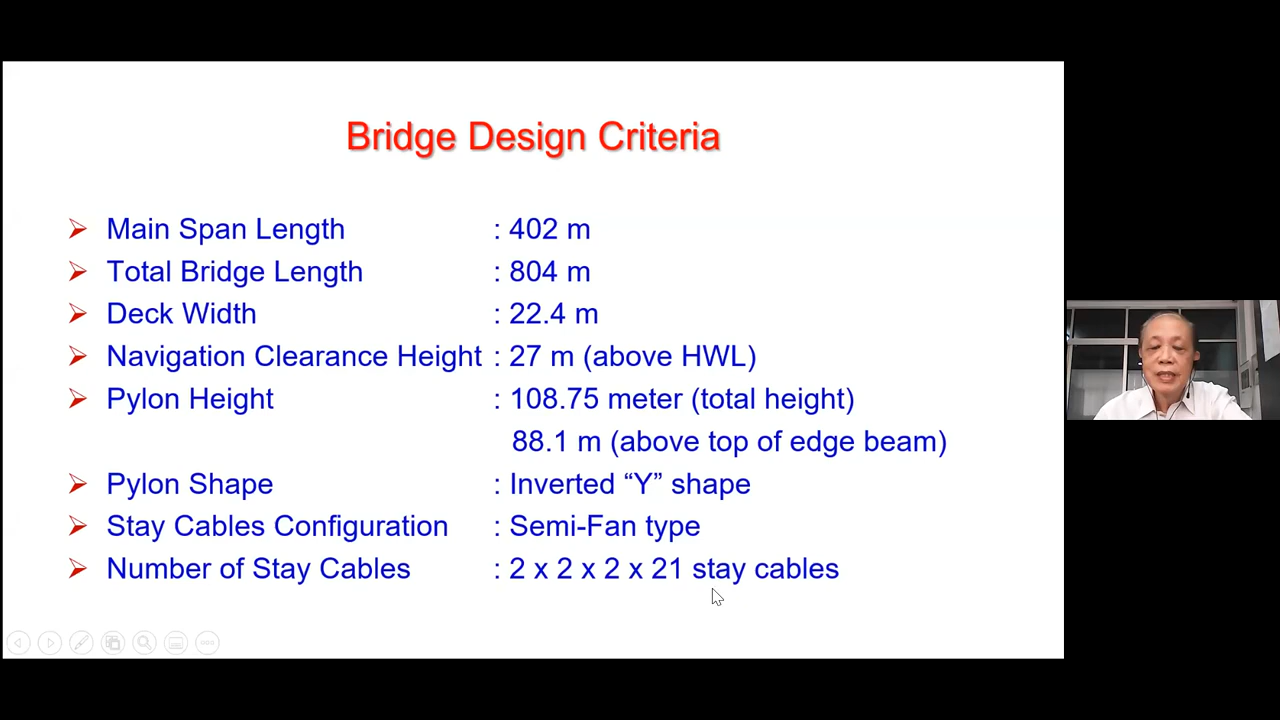 Bridge Design Criteria
Main Span Length : 402 m
Total Bridge Length : 804 m
Deck Width : 22.4 m
Navigation Clearance Height : 27 m (above HWL)
Pylon Height : 108.75 meter (total height)
88.1 m (above top of edge beam)
Pylon Shape : Inverted “Y” shape
Stay Cables Configuration : Semi-Fan type
Number of Stay Cables : 2 x 2 x 2 x 21 stay cables